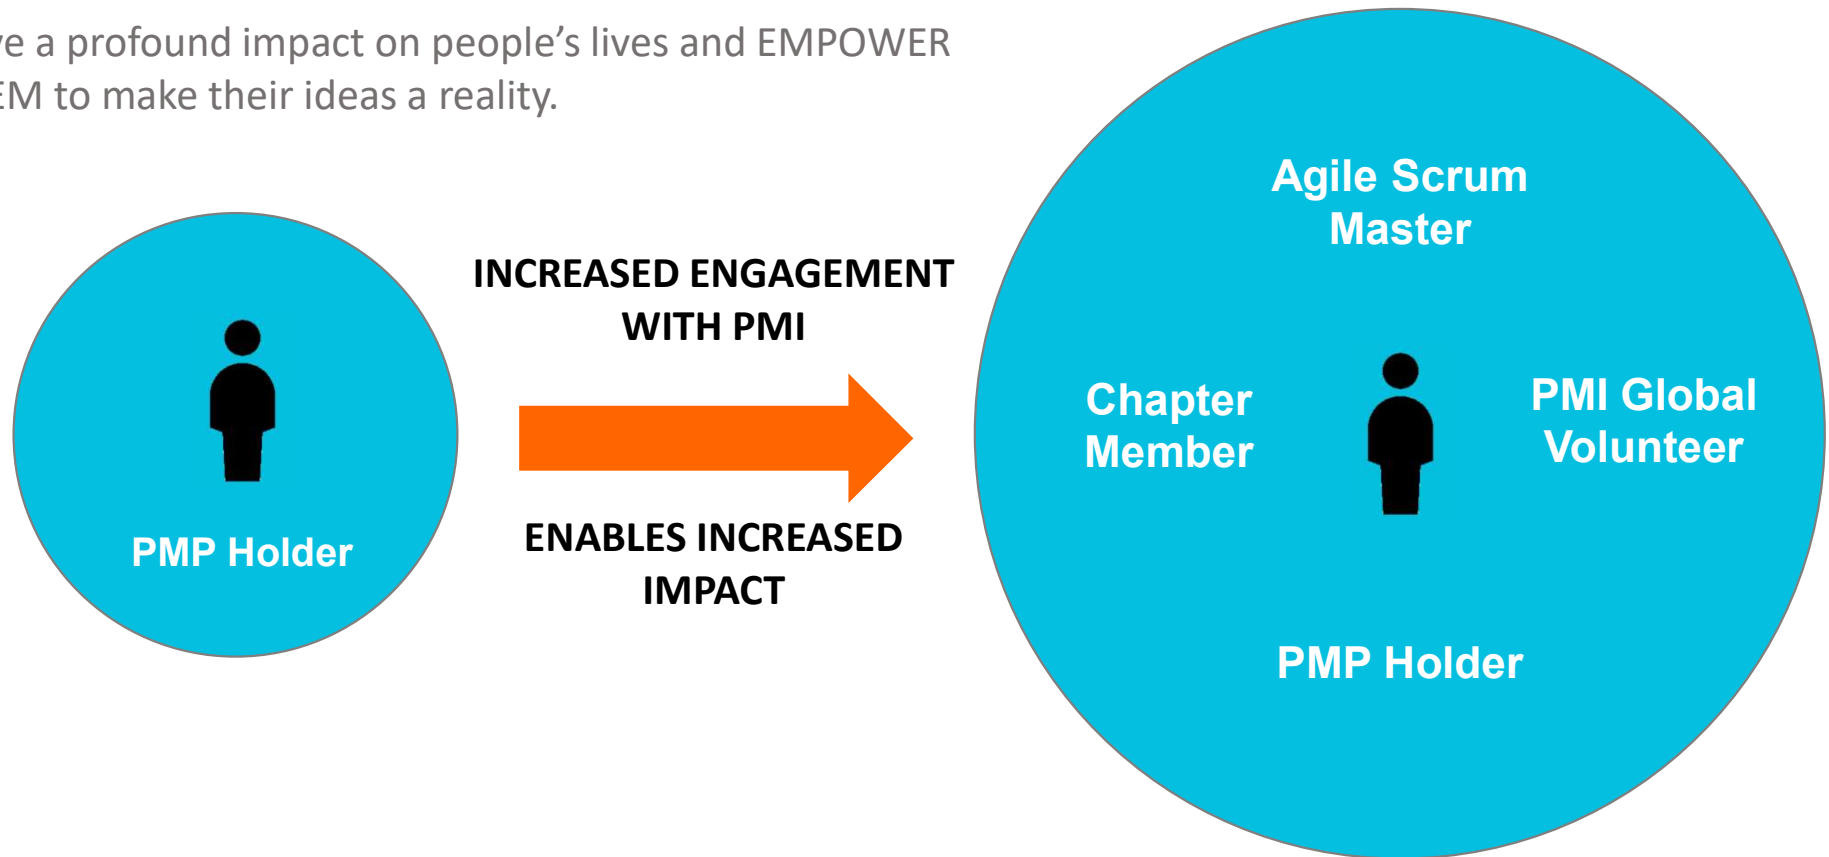 ve a profound impact on people’s lives and EMPOWER
EM to make their ideas a reality.
INCREASED ENGAGEMENT
WITH PMI
ENABLES INCREASED
IMPACT
PMP Holder
Agile Scrum
Master
Chapter
Member
PMI Global
Volunteer
PMP Holder